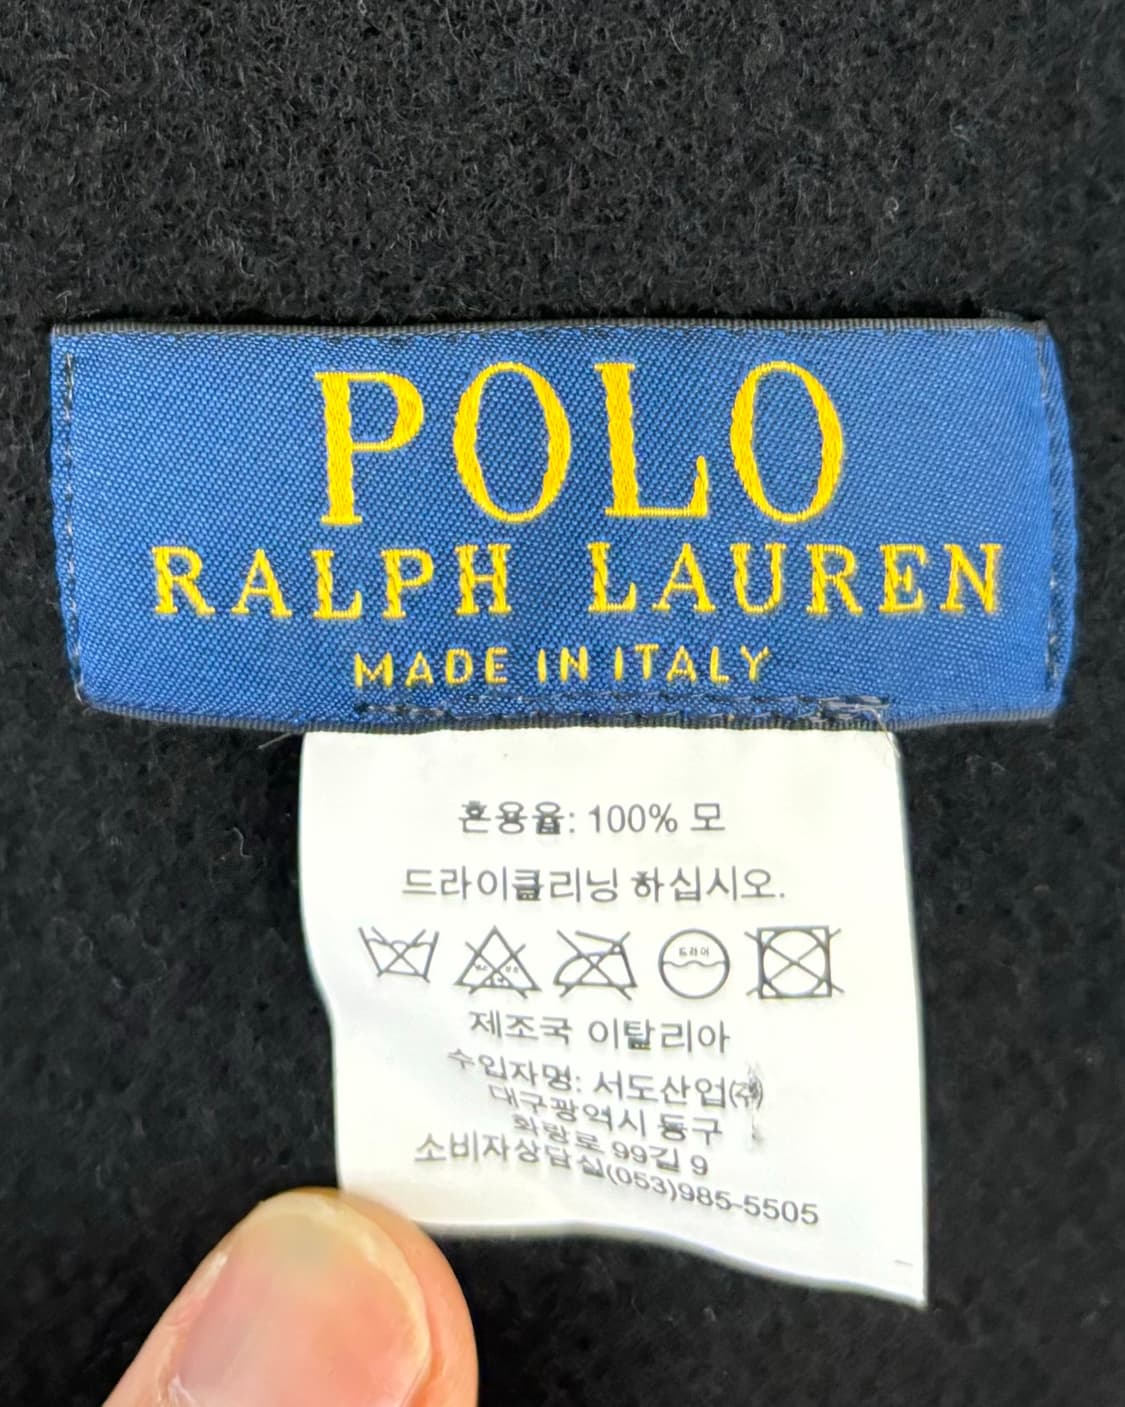 POLO
RALPH LAUREN
MADE IN ITALY
혼용율: 100% 모
드라이클리닝 하십시오.
드라이
제조국 이탈리아
수입자명: 서도산업(주)
대구광역시 동구
화랑로 99길 9
소비자상담실(053)985-5505